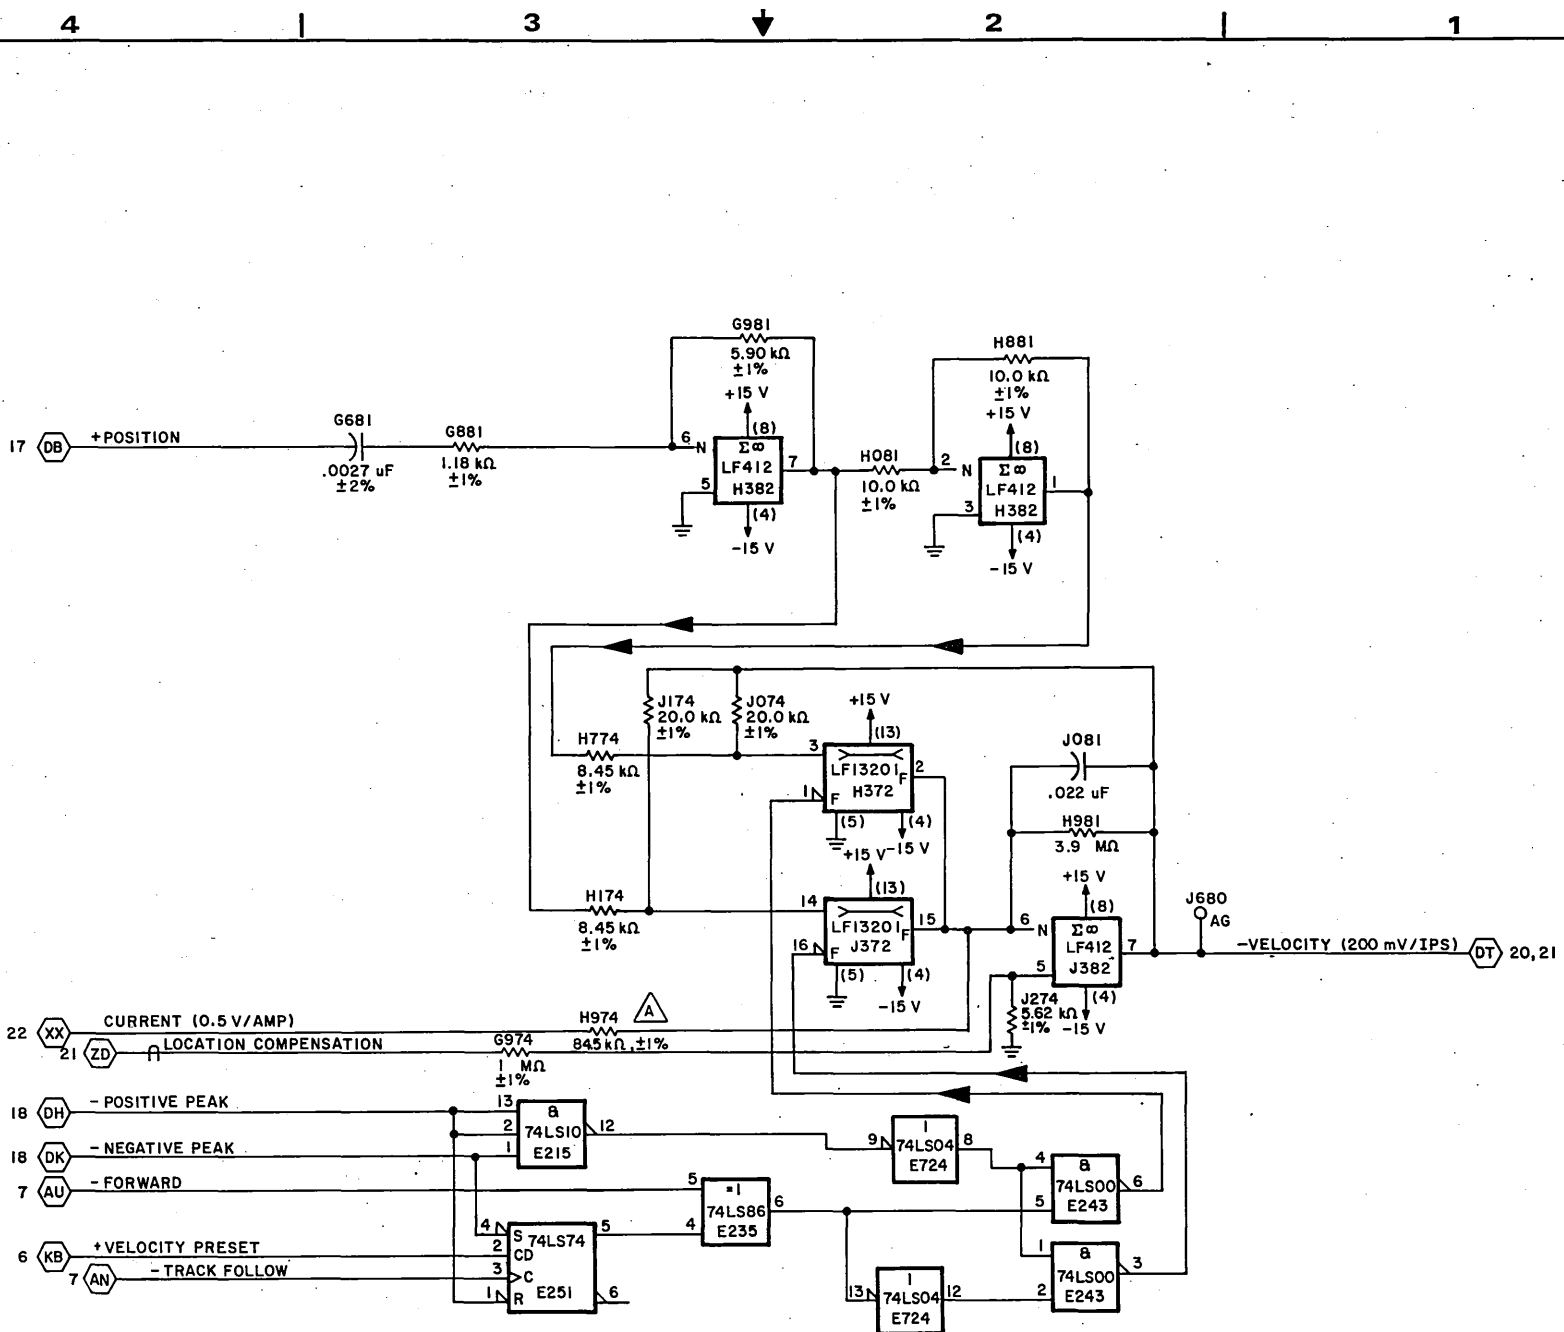 4 3 2 1
G981
5.90 kΩ
±1%
+15 V
(8)
H881
10.0 kΩ
±1%
+15 V
(8)
17 DB +POSITION
G681
.0027 uF
±2%
G881
1.18 kΩ
±1%
6 N
Σ∞
LF412
H382
7
5
(4)
-15 V
H081
10.0 kΩ
±1%
2 N
Σ∞
LF412
H382
1
3
(4)
-15 V
J174
20.0 kΩ
±1%
J074
20.0 kΩ
±1%
+15 V
(13)
H774
8.45 kΩ
±1%
3
LF13201 F
H372
2
1 F
(5)
(4)
-15 V
J081
.022 uF
H981
3.9 MΩ
+15 V
(13)
H174
8.45 kΩ
±1%
14
LF13201 F
J372
15
16 F
(5)
(4)
-15 V
+15 V
(8)
6 N
Σ∞
LF412
J382
7
5
(4)
-15 V
J274
5.62 kΩ
±1%
J680
AG
-VELOCITY (200 mV/IPS) DT 20,21
22 XX CURRENT (0.5 V/AMP)
H974
84.5 kΩ, ±1%
A
21 ZD LOCATION COMPENSATION
G974
1 MΩ
±1%
18 DH - POSITIVE PEAK
13
2
1
&
74LS10
E215
12
18 DK - NEGATIVE PEAK
7 AU - FORWARD
5
4
=1
74LS86
E235
6
9
1
74LS04
E724
8
4
5
&
74LS00
E243
6
6 KB +VELOCITY PRESET
7 AN - TRACK FOLLOW
4 S
2 CD
3 C
1 R
74LS74
E251
5
6
13
1
74LS04
E724
12
1
2
&
74LS00
E243
3